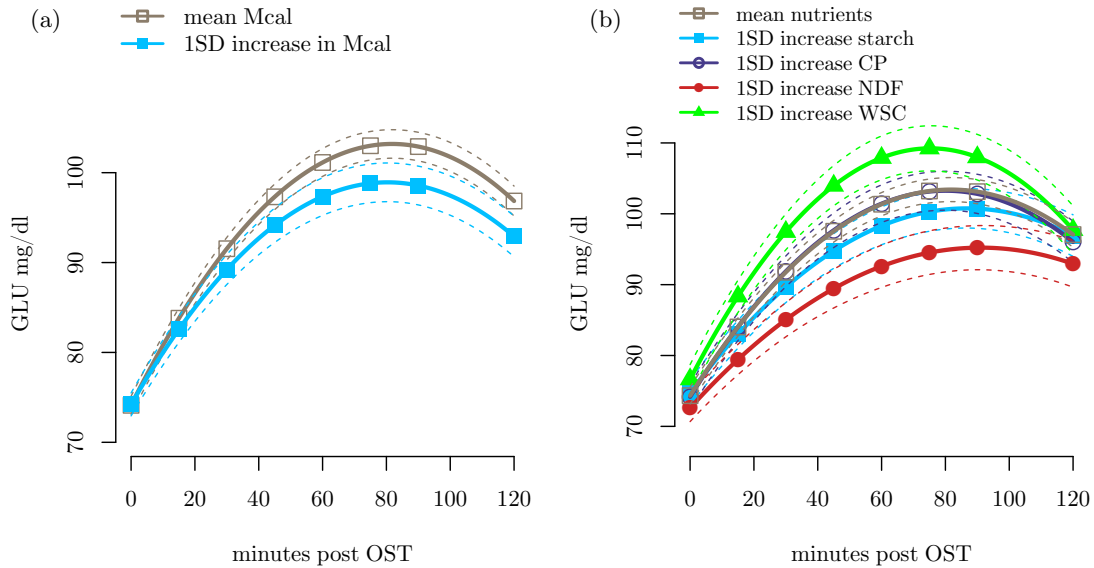 (a)
mean Mcal
1SD increase in Mcal
GLU mg/dl
100
90
80
70
0 20 40 60 80 100 120
minutes post OST
(b)
mean nutrients
1SD increase starch
1SD increase CP
1SD increase NDF
1SD increase WSC
GLU mg/dl
110
100
90
80
70
0 20 40 60 80 100 120
minutes post OST